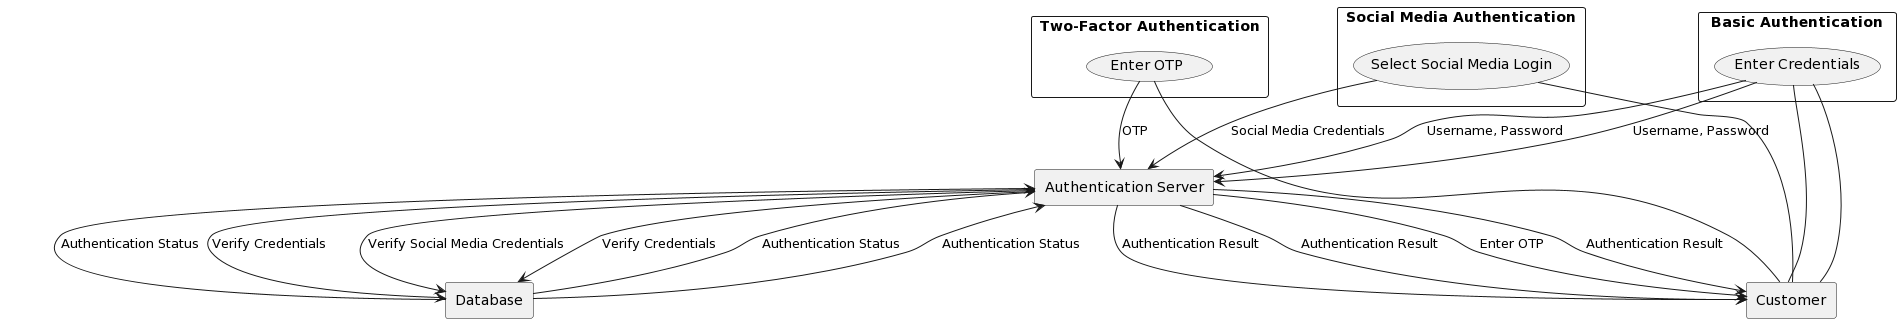 Two-Factor Authentication
Social Media Authentication
Basic Authentication
Enter OTP
Select Social Media Login
Enter Credentials
OTP
Social Media Credentials
Username, Password
Username, Password
Authentication Server
Authentication Status
Verify Credentials
Verify Social Media Credentials
Verify Credentials
Authentication Status
Authentication Status
Authentication Result
Authentication Result
Enter OTP
Authentication Result
Database
Customer